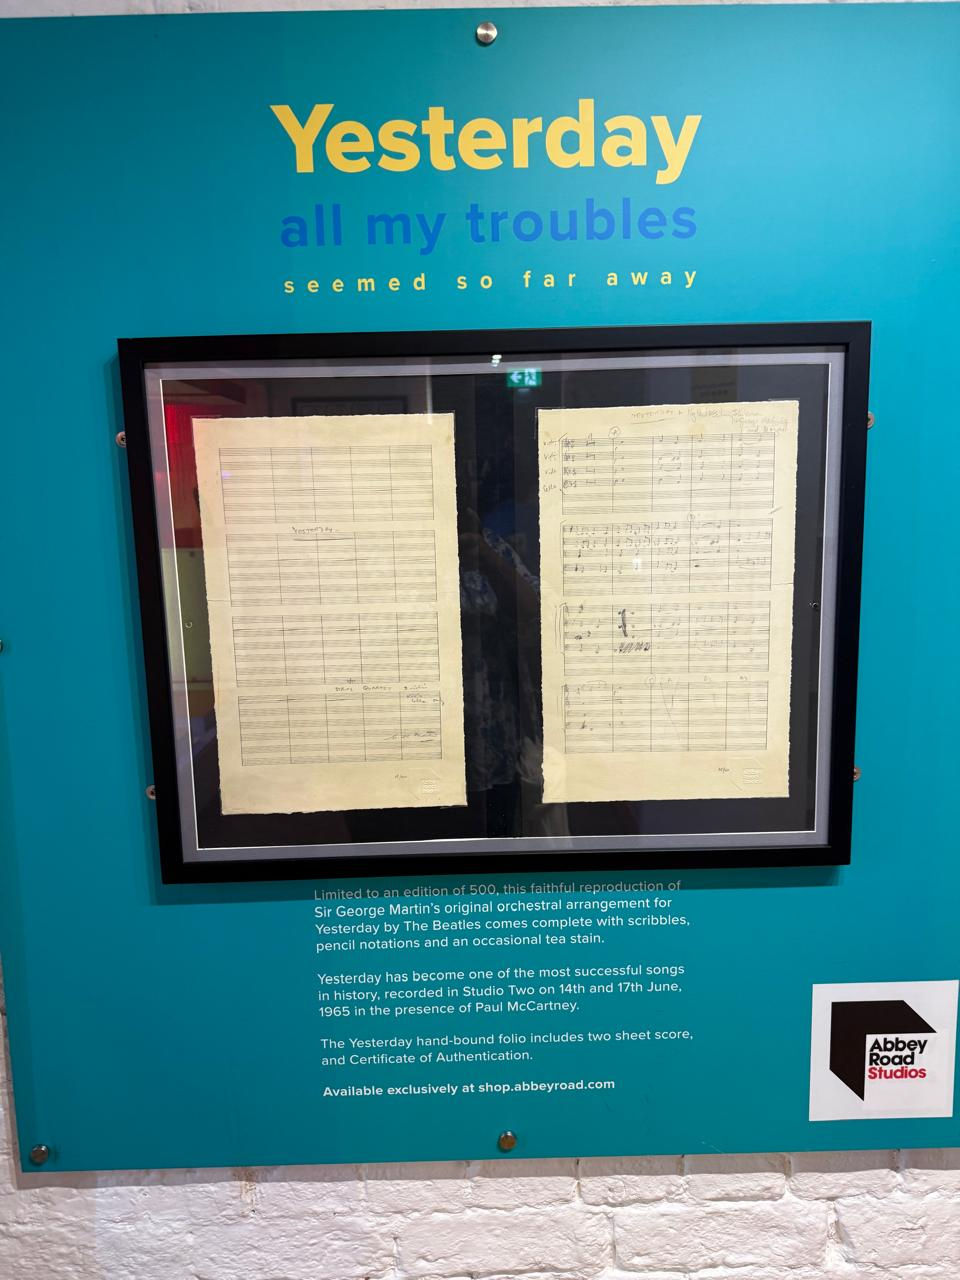 Yesterday
all my troubles
seemed so far away
YESTERDAY
STRING QUARTET
YESTERDAY
Limited to an edition of 500, this faithful reproduction of
Sir George Martin's original orchestral arrangement for
Yesterday by The Beatles comes complete with scribbles,
pencil notations and an occasional tea stain.
Yesterday has become one of the most successful songs
in history, recorded in Studio Two on 14th and 17th June,
1965 in the presence of Paul McCartney.
The Yesterday hand-bound folio includes two sheet score,
and Certificate of Authentication.
Available exclusively at shop.abbeyroad.com
Abbey
Road
Studios